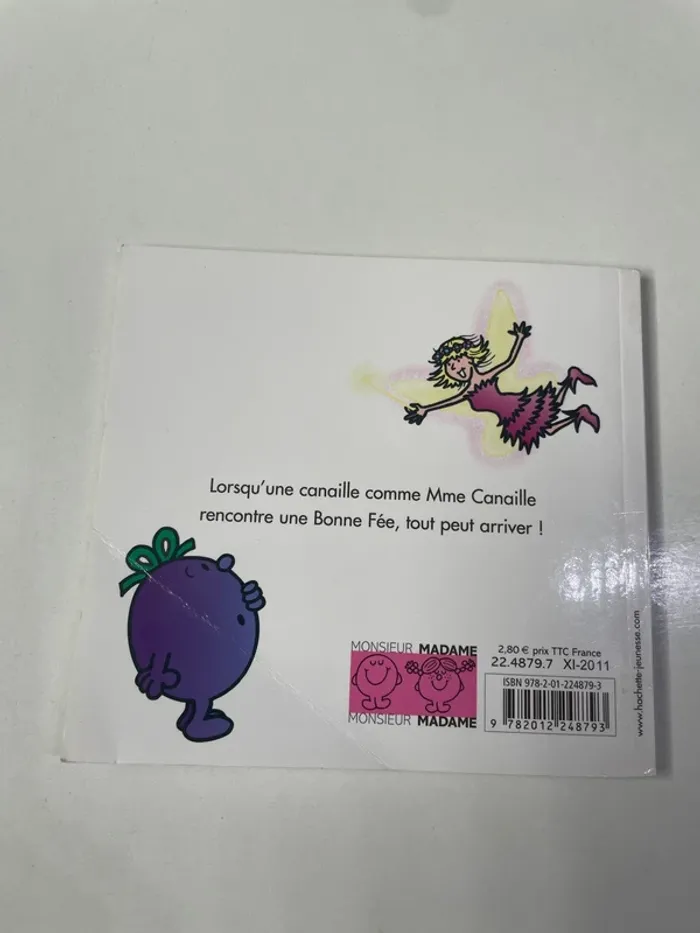 Lorsqu'une canaille comme Mme Canaille
rencontre une Bonne Fée, tout peut arriver !
MONSIEUR MADAME
MONSIEUR MADAME
2,80 € prix TTC France
22.4879.7 XI-2011
ISBN 978-2-01-224879-3
9 782012 248793
www.hachette-jeunesse.com